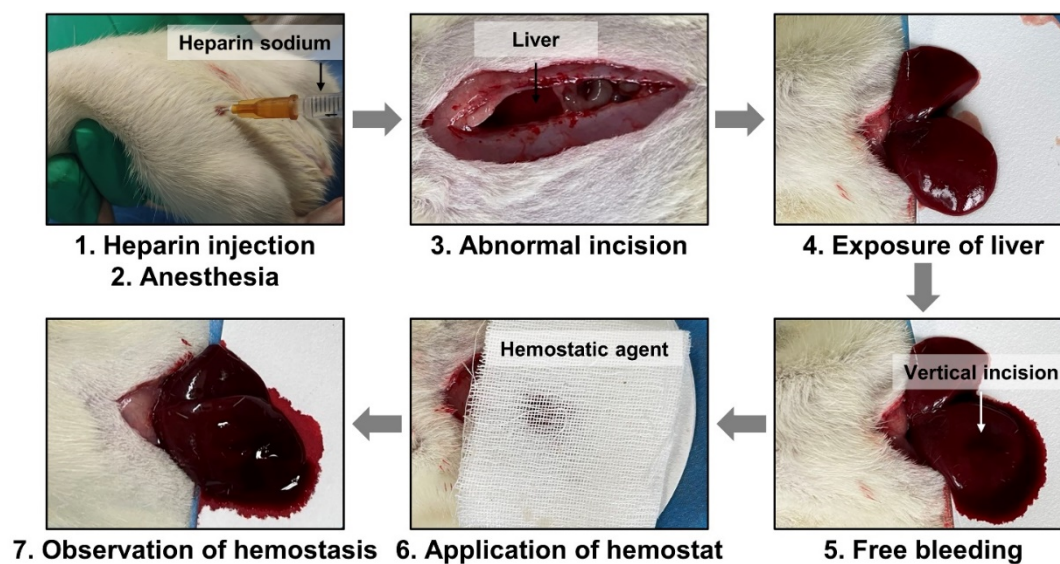 Heparin sodium
1. Heparin injection
2. Anesthesia
Liver
3. Abnormal incision
4. Exposure of liver
Vertical incision
5. Free bleeding
Hemostatic agent
6. Application of hemostat
7. Observation of hemostasis